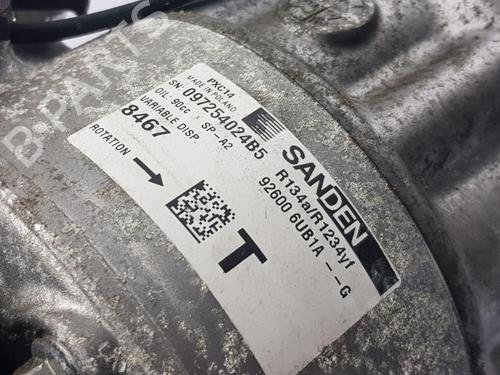 B-PARTS
PXC14
MADE IN POLAND
SN: 097254024B5
OIL: 90cc SP-A2
VARIABLE DISP
8467
ROTATION
SANDEN
R134a/R1234yf
92600 6UB1A --G
T